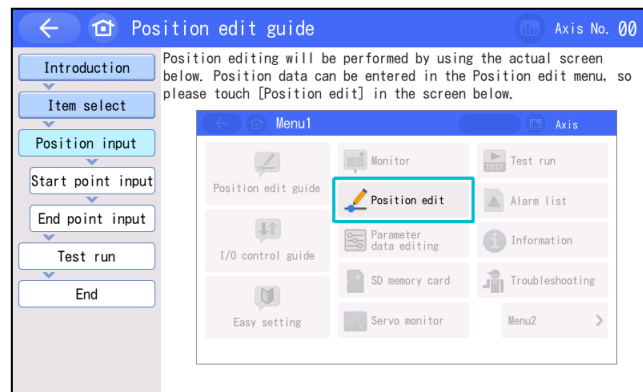 Position edit guide
Axis No. 00
Introduction
Item select
Position input
Start point input
End point input
Test run
End
Position editing will be performed by using the actual screen
below. Position data can be entered in the Position edit menu, so
please touch [Position edit] in the screen below.
Menu1
Axis
Position edit guide
I/O control guide
Easy setting
Monitor
Position edit
Parameter
data editing
SD memory card
Servo monitor
TEST
Test run
Alarm list
Information
Troubleshooting
Menu2